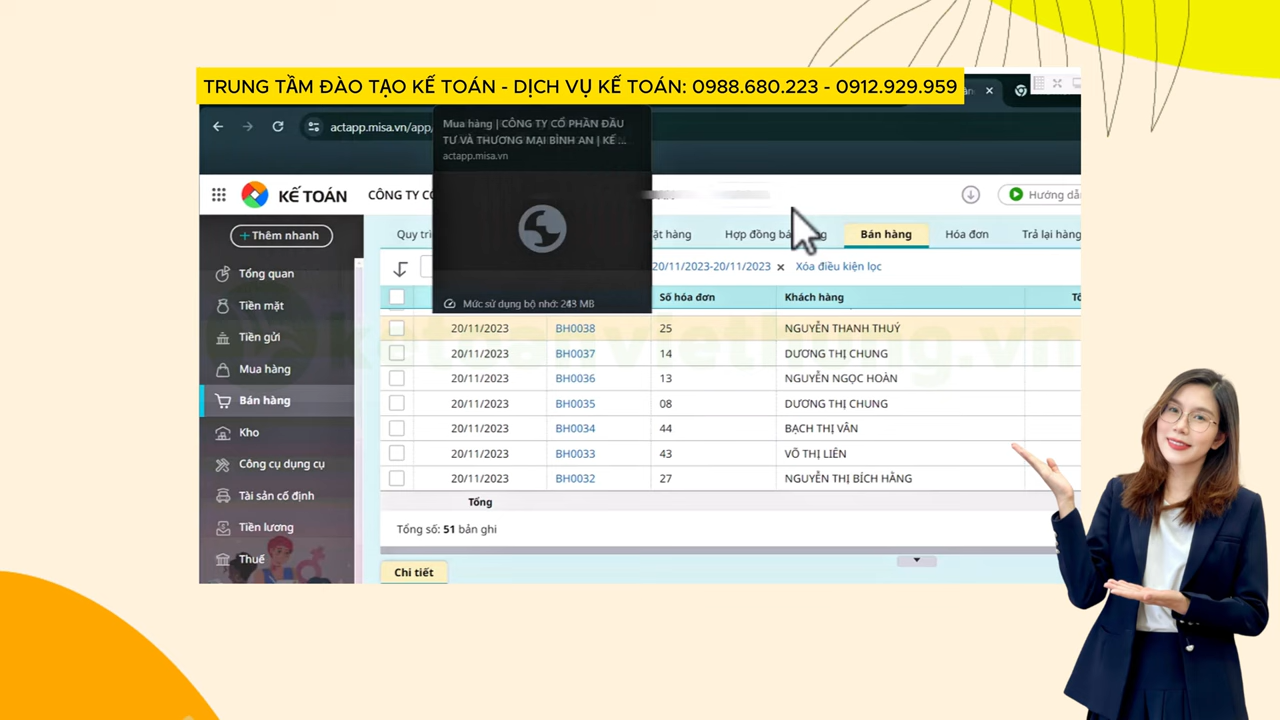 TRUNG TẦM ĐÀO TẠO KẾ TOÁN - DỊCH VỤ KẾ TOÁN: 0988.680.223 - 0912.929.959
actapp.misa.vn/app/
Mua hàng | CÔNG TY CỔ PHẦN ĐẦU
TƯ VÀ THƯƠNG MẠI BÌNH AN | KẾ ...
actapp.misa.vn
KẾ TOÁN CÔNG TY Hướng dẫn
Thêm nhanh
Mức sử dụng bộ nhớ: 243 MB
Quy hàng Hợp đồng Bán hàng Hóa đơn Trả lại hàng
20/11/2023-20/11/2023 Xóa điều kiện lọc
Số hóa đơn Khách hàng
20/11/2023 BH0038 25 NGUYỄN THANH THUÝ
20/11/2023 BH0037 14 DƯƠNG THỊ CHUNG
20/11/2023 BH0036 13 NGUYỄN NGỌC HOÀN
20/11/2023 BH0035 08 DƯƠNG THỊ CHUNG
20/11/2023 BH0034 44 BẠCH THỊ VÂN
20/11/2023 BH0033 43 VÕ THỊ LIÊN
20/11/2023 BH0032 27 NGUYỄN THỊ BÍCH HẰNG
Tổng
Tổng số: 51 bản ghi
Chi tiết
Tổng quan
Tiền mặt
Tiền gửi
Mua hàng
Bán hàng
Kho
Công cụ dụng cụ
Tài sản cố định
Tiền lương
Thuế